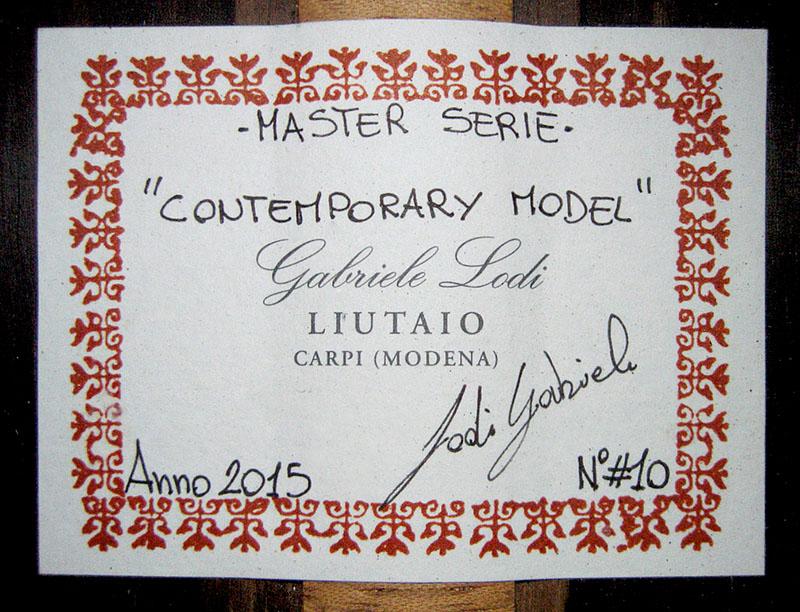 -MASTER SERIE-
"CONTEMPORARY MODEL"
Gabriele Lodi
LIUTAIO
CARPI (MODENA)
Lodi Gabriele
Anno 2015
N°#10